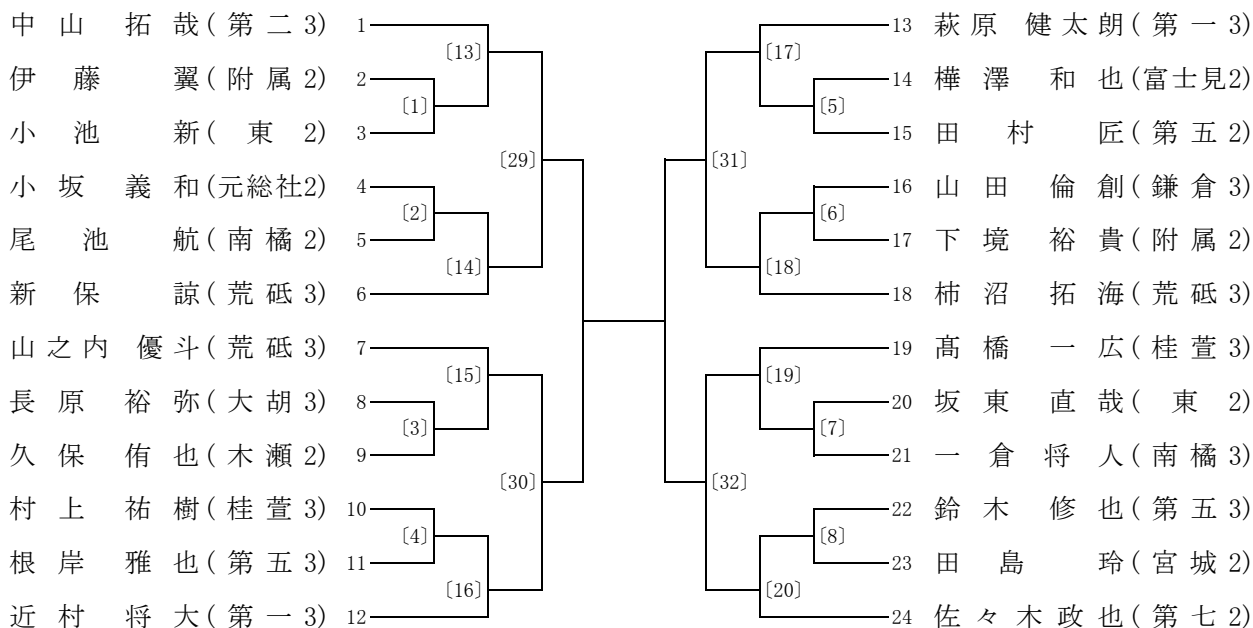 中山 拓哉(第二3) 1
〔13〕
伊藤 翼(附属2) 2
〔1〕
小池 新(東 2) 3
〔29〕
小坂 義和(元総社2) 4
〔2〕
尾池 航(南橘2) 5
〔14〕
新保 諒(荒砥3) 6
山之内 優斗(荒砥3) 7
〔15〕
長原 裕弥(大胡3) 8
〔3〕
久保 侑也(木瀬2) 9
〔30〕
村上 祐樹(桂萱3) 10
〔4〕
根岸 雅也(第五3) 11
〔16〕
近村 将大(第一3) 12
13 萩原 健太朗(第一3)
〔17〕
14 樺澤 和也(富士見2)
〔5〕
15 田村 匠(第五2)
〔31〕
16 山田 倫創(鎌倉3)
〔6〕
17 下境 裕貴(附属2)
〔18〕
18 柿沼 拓海(荒砥3)
19 髙橋 一広(桂萱3)
〔19〕
20 坂東 直哉(東 2)
〔7〕
21 一倉 将人(南橘3)
〔32〕
22 鈴木 修也(第五3)
〔8〕
23 田島 玲(宮城2)
〔20〕
24 佐々木政也(第七2)